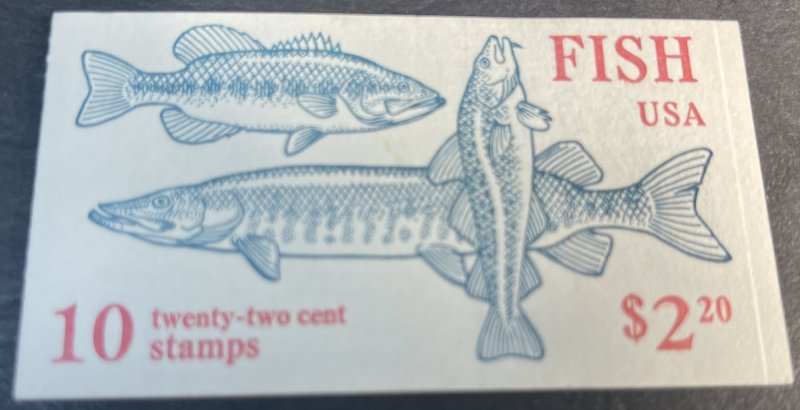 FISH
USA
10 twenty-two cent
stamps
$2.20